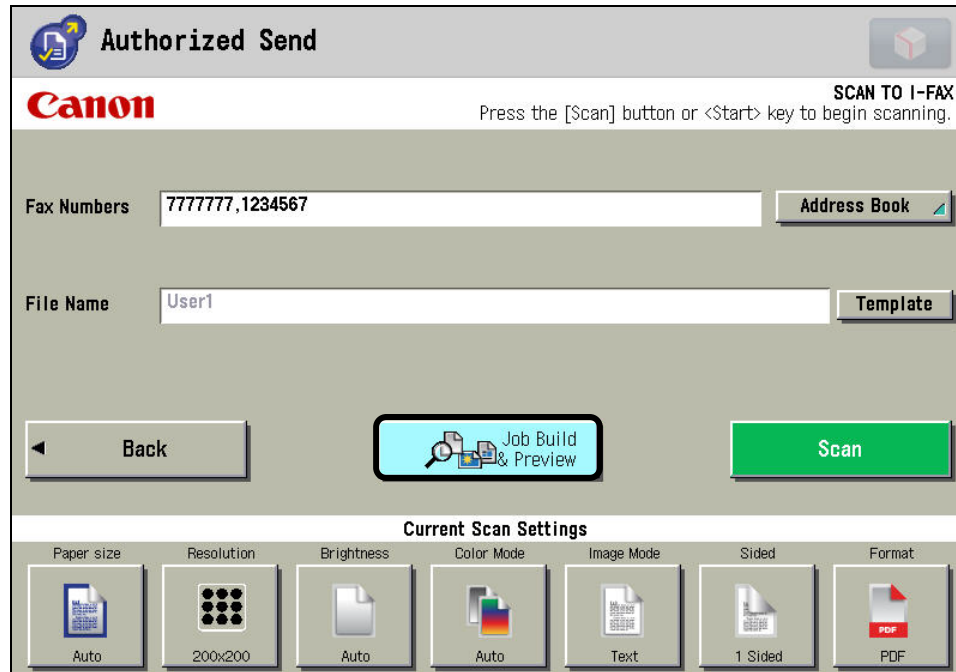 Authorized Send
Canon
SCAN TO I-FAX
Press the [Scan] button or <Start> key to begin scanning.
Fax Numbers 7777777,1234567 Address Book
File Name User1 Template
Back Job Build
& Preview Scan
Current Scan Settings
Paper size Resolution Brightness Color Mode Image Mode Sided Format
PDF
Auto 200x200 Auto Auto Text 1 Sided PDF